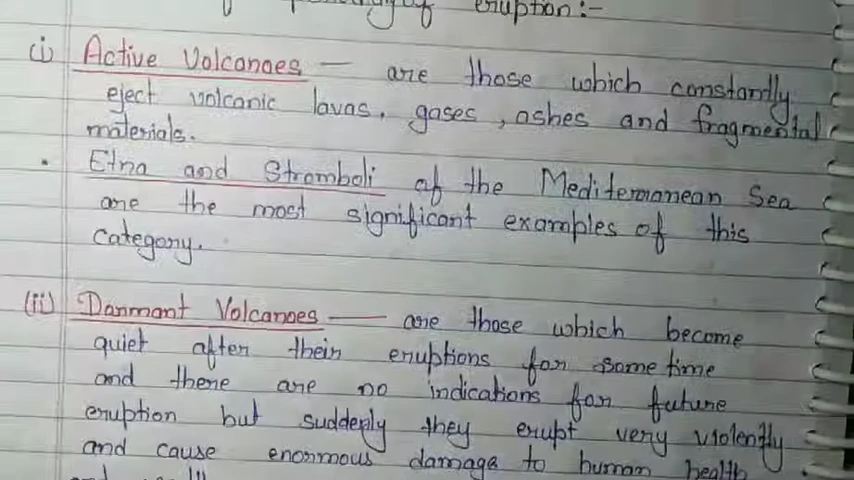 of eruption:-
(i) Active Volcanoes — are those which constantly
eject volcanic lavas, gases, ashes and fragmental
materials.
• Etna and Stromboli of the Mediterranean Sea
are the most significant examples of this
category.
(ii) Dormant Volcanoes — are those which become
quiet after their eruptions for some time
and there are no indications for future
eruption but suddenly they erupt very violently
and cause enormous damage to human health
and